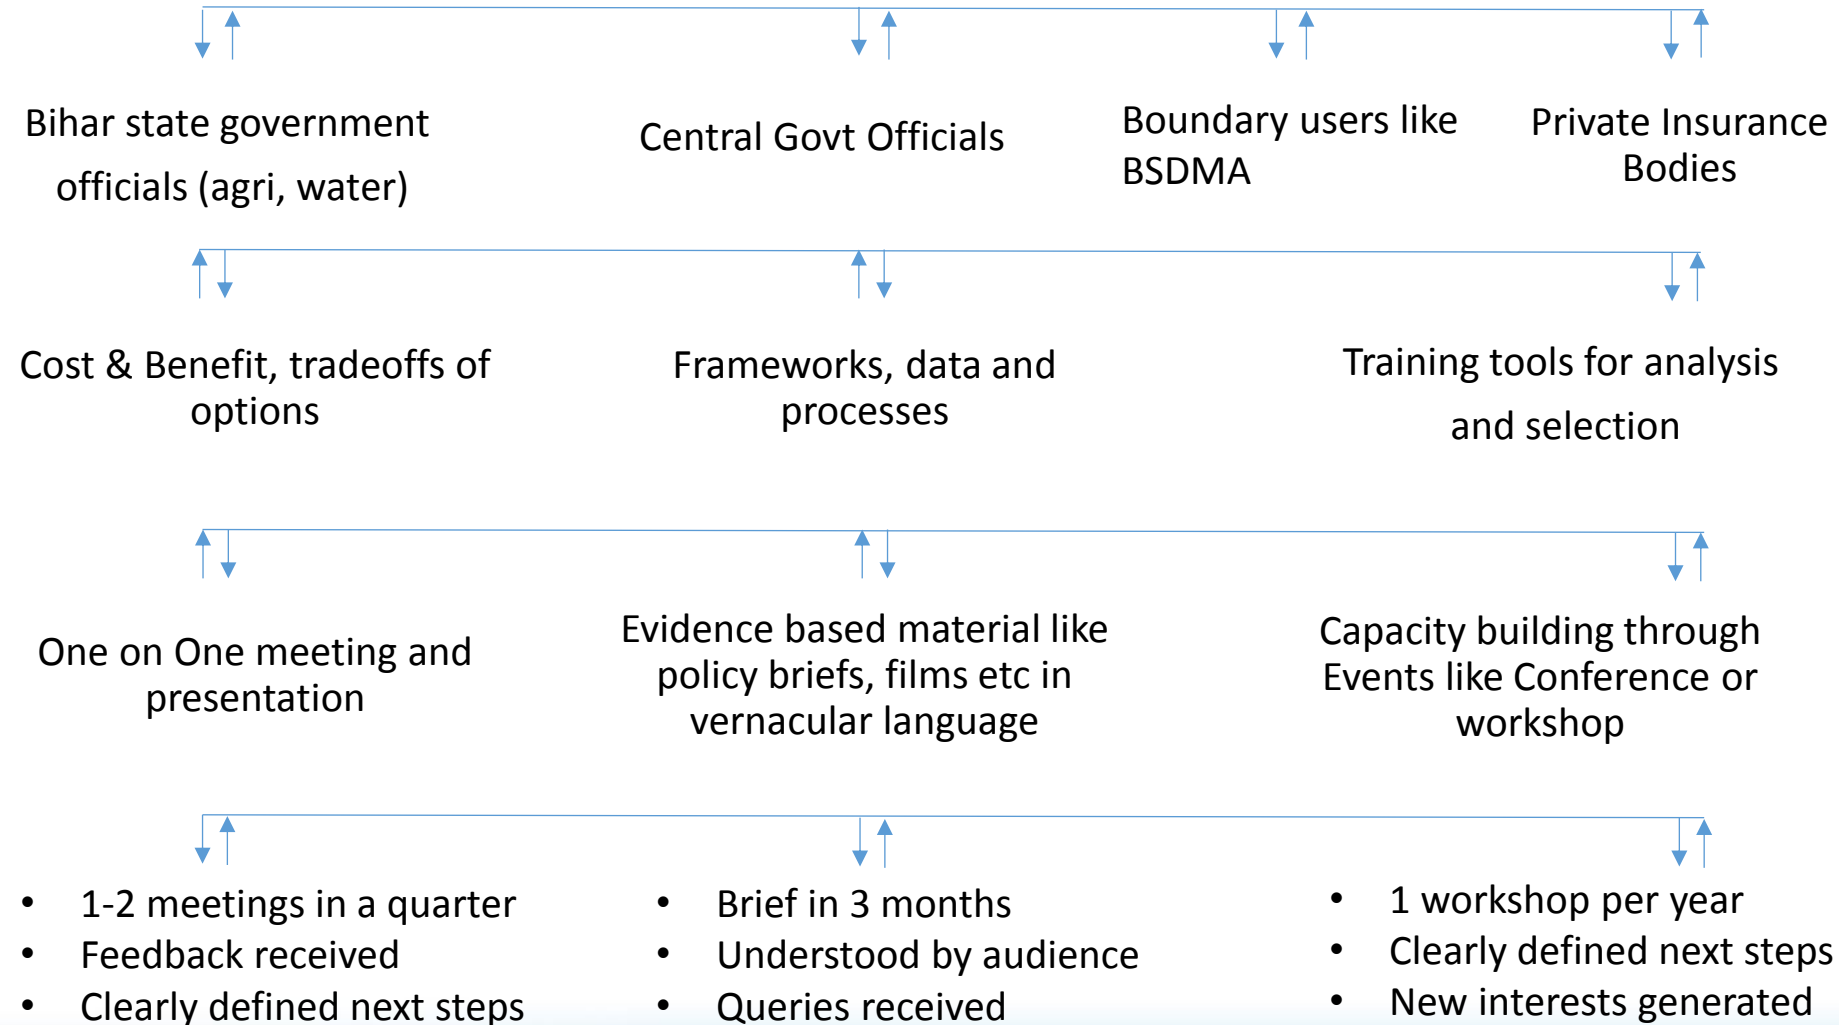 Bihar state government
officials (agri, water)
Central Govt Officials
Boundary users like
BSDMA
Private Insurance
Bodies
Cost & Benefit, tradeoffs of
options
Frameworks, data and
processes
Training tools for analysis
and selection
One on One meeting and
presentation
Evidence based material like
policy briefs, films etc in
vernacular language
Capacity building through
Events like Conference or
workshop
• 1-2 meetings in a quarter
• Feedback received
• Clearly defined next steps
• Brief in 3 months
• Understood by audience
• Queries received
• 1 workshop per year
• Clearly defined next steps
• New interests generated